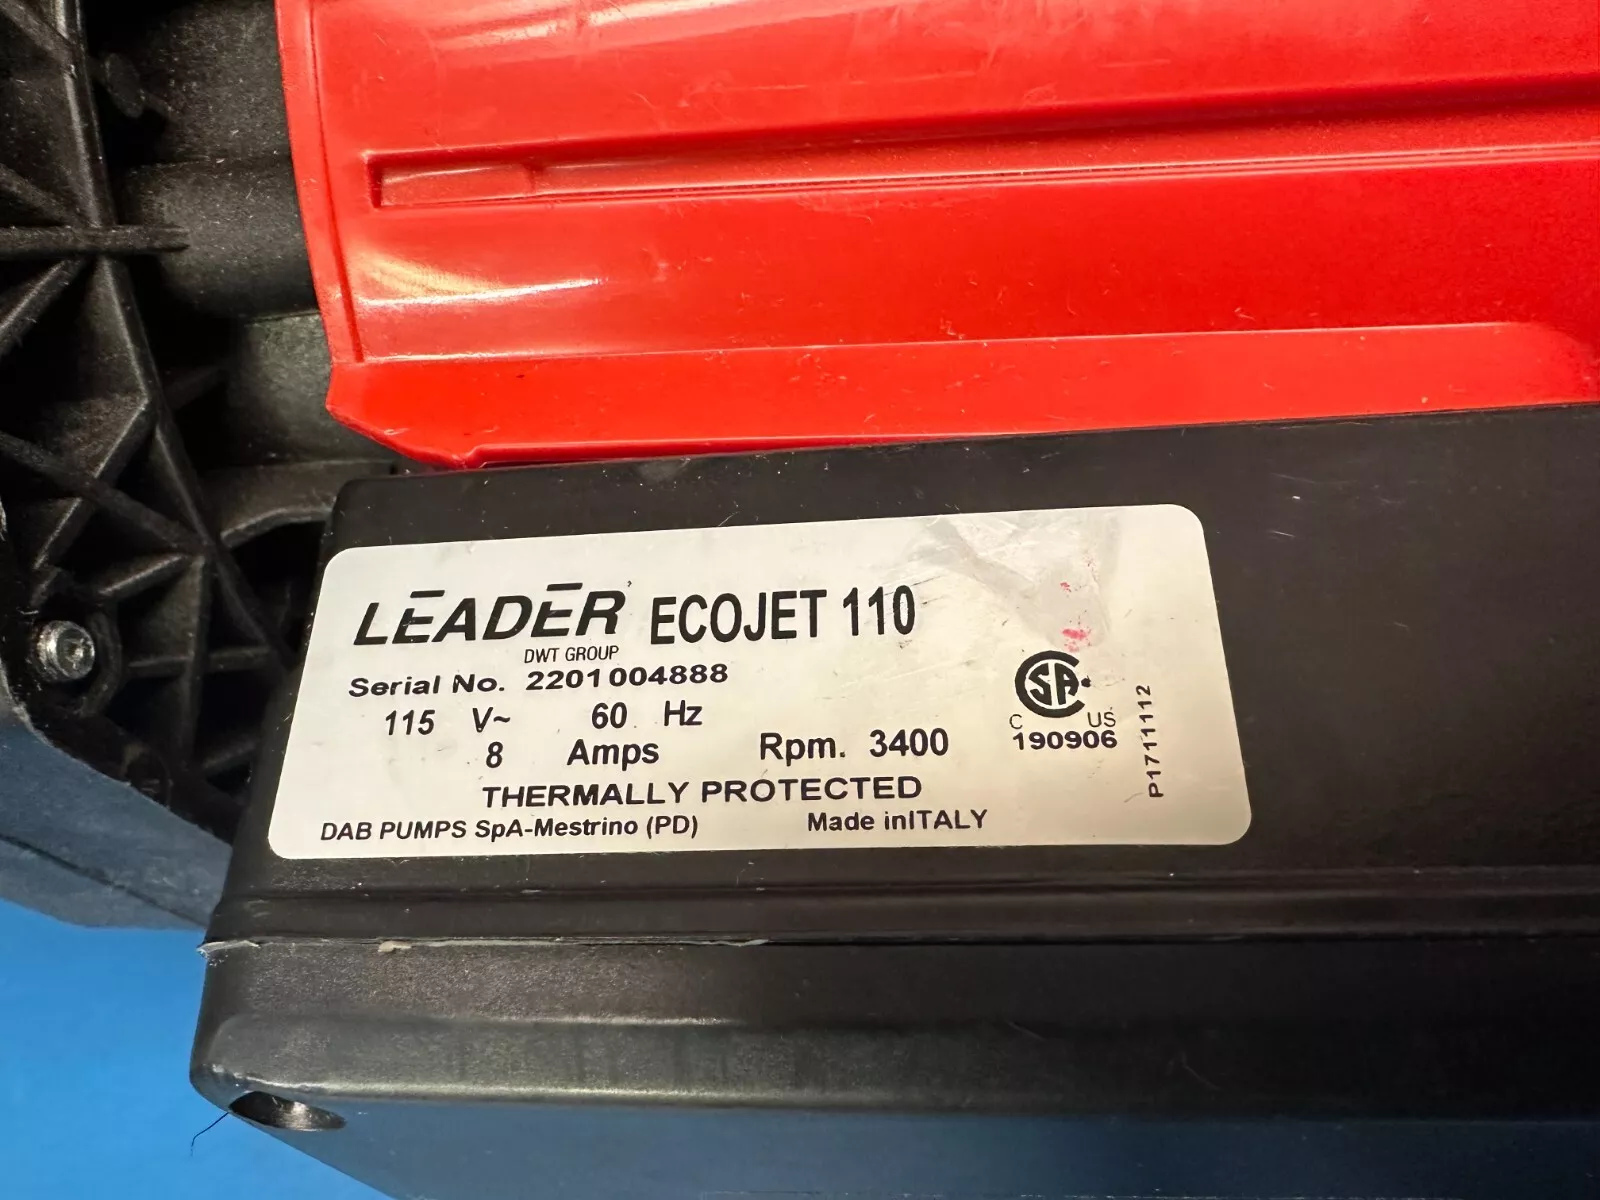 LEADER ECOJET 110
DWT GROUP
Serial No. 2201004888
115 V~ 60 Hz
8 Amps Rpm. 3400
THERMALLY PROTECTED
DAB PUMPS SpA-Mestrino (PD) Made inITALY
CSA
C US
190906
P1711112